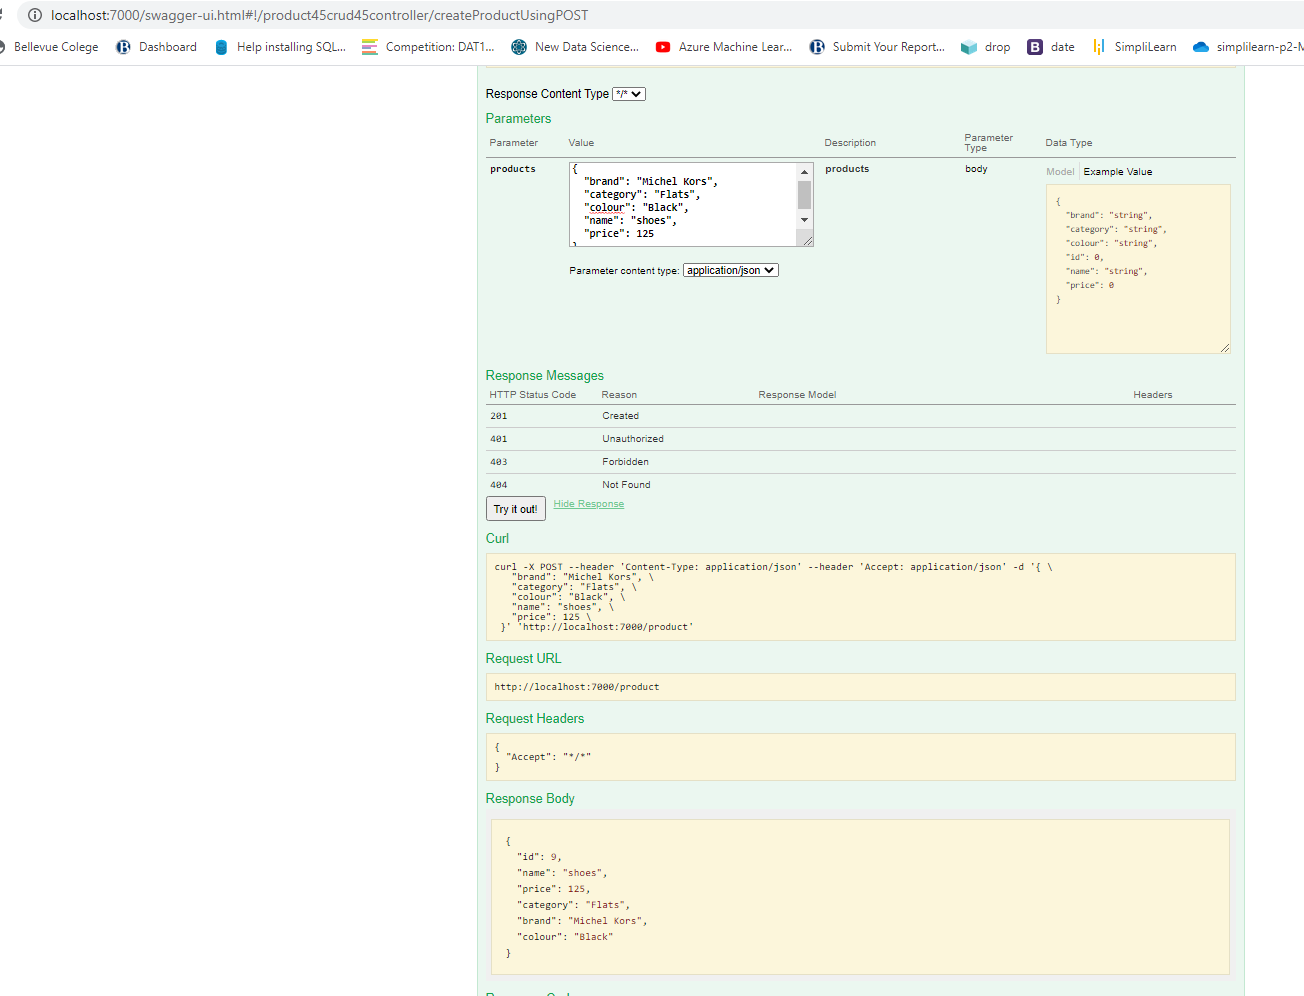 localhost:7000/swagger-ui.html#!/product45crud45controller/createProductUsingPOST
Bellevue Colege Dashboard Help installing SQL... Competition: DAT1... New Data Science... Azure Machine Lear... Submit Your Report... drop B date SimpliLearn simplilearn-p2-M
Response Content Type */*
Parameters
Parameter Value Description Parameter Type Data Type
products
{
"brand": "Michel Kors",
"category": "Flats",
"colour": "Black",
"name": "shoes",
"price": 125
}
Parameter content type: application/json
products
body
Model Example Value
{
"brand": "string",
"category": "string",
"colour": "string",
"id": 0,
"name": "string",
"price": 0
}
Response Messages
HTTP Status Code Reason Response Model Headers
201 Created
401 Unauthorized
403 Forbidden
404 Not Found
Try it out! Hide Response
Curl
curl -X POST --header 'Content-Type: application/json' --header 'Accept: application/json' -d '{ \
"brand": "Michel Kors", \
"category": "Flats", \
"colour": "Black", \
"name": "shoes", \
"price": 125 \
}' 'http://localhost:7000/product'
Request URL
http://localhost:7000/product
Request Headers
{
"Accept": "*/*"
}
Response Body
{
"id": 9,
"name": "shoes",
"price": 125,
"category": "Flats",
"brand": "Michel Kors",
"colour": "Black"
}